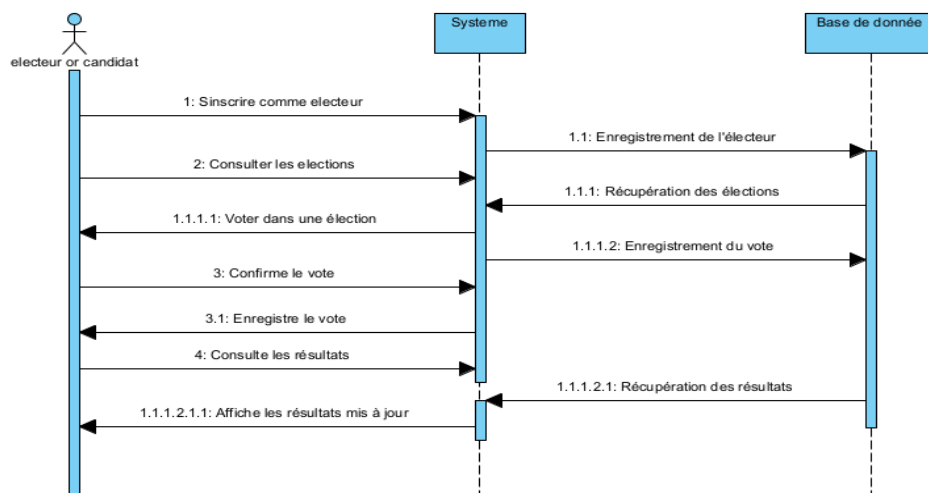 Systeme
Base de donnée
electeur or candidat
1: Sinscrire comme electeur
1.1: Enregistrement de l'électeur
2: Consulter les elections
1.1.1: Récupération des élections
1.1.1.1: Voter dans une élection
1.1.1.2: Enregistrement du vote
3: Confirme le vote
3.1: Enregistre le vote
4: Consulte les résultats
1.1.1.2.1: Récupération des résultats
1.1.1.2.1.1: Affiche les résultats mis à jour